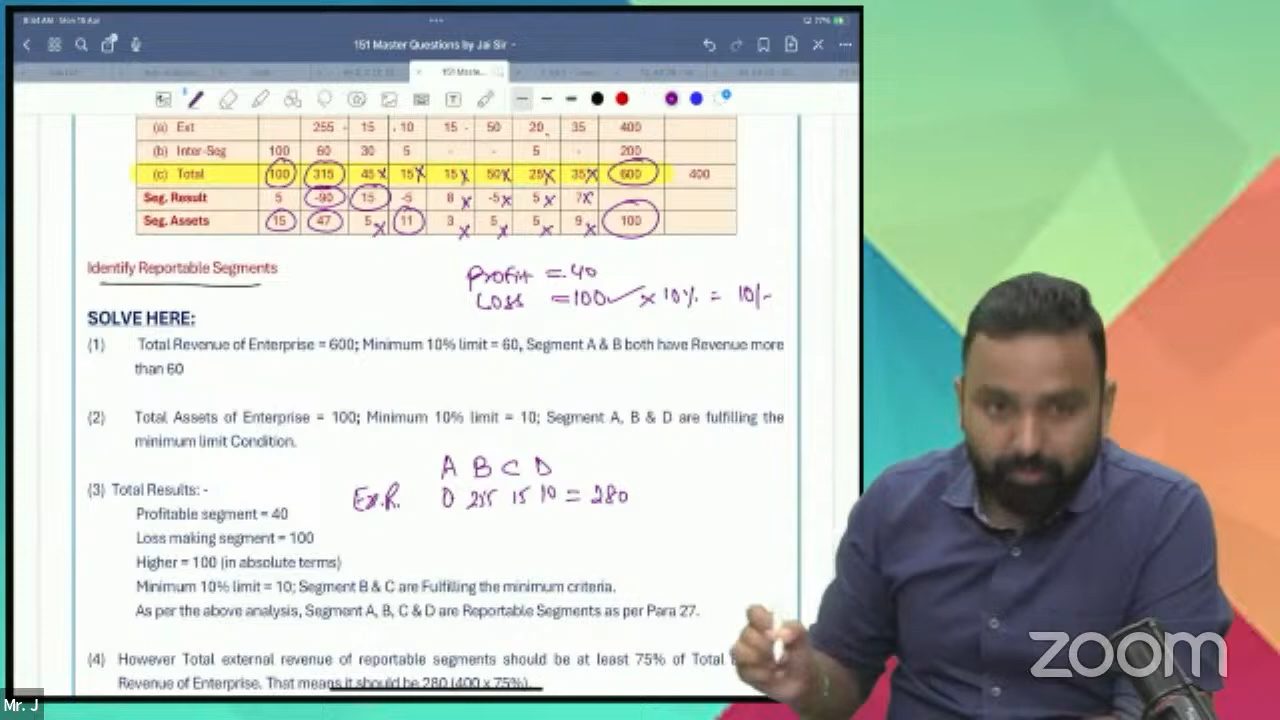 8:34 AM Mon 15 Apr
77%
151 Master Questions by Jai Sir
151 Maste...
(a) Ext 255 15 10 15 50 20 35 400
(b) Inter-Seg 100 60 30 5 - - 5 - 200
(c) Total 100 315 45 x 15 x 15 x 50 x 25 x 35 x 600 400
Seg. Result 5 -90 15 -5 8 x -5 x 5 x 7 x
Seg. Assets 15 47 5 x 11 3 x 5 x 5 x 9 x 100
Identify Reportable Segments
Profit = 40
Loss = 100 ✓ x 10% = 10/-
SOLVE HERE:
(1) Total Revenue of Enterprise = 600; Minimum 10% limit = 60, Segment A & B both have Revenue more
than 60
(2) Total Assets of Enterprise = 100; Minimum 10% limit = 10; Segment A, B & D are fulfilling the
minimum limit Condition.
A B C D
Ex.R. 0 255 15 10 = 280
(3) Total Results: -
Profitable segment = 40
Loss making segment = 100
Higher = 100 (in absolute terms)
Minimum 10% limit = 10; Segment B & C are Fulfilling the minimum criteria.
As per the above analysis, Segment A, B, C & D are Reportable Segments as per Para 27.
(4) However Total external revenue of reportable segments should be at least 75% of Total
Revenue of Enterprise. That means it should be 280 (400 x 75%).
zoom
Mr. J